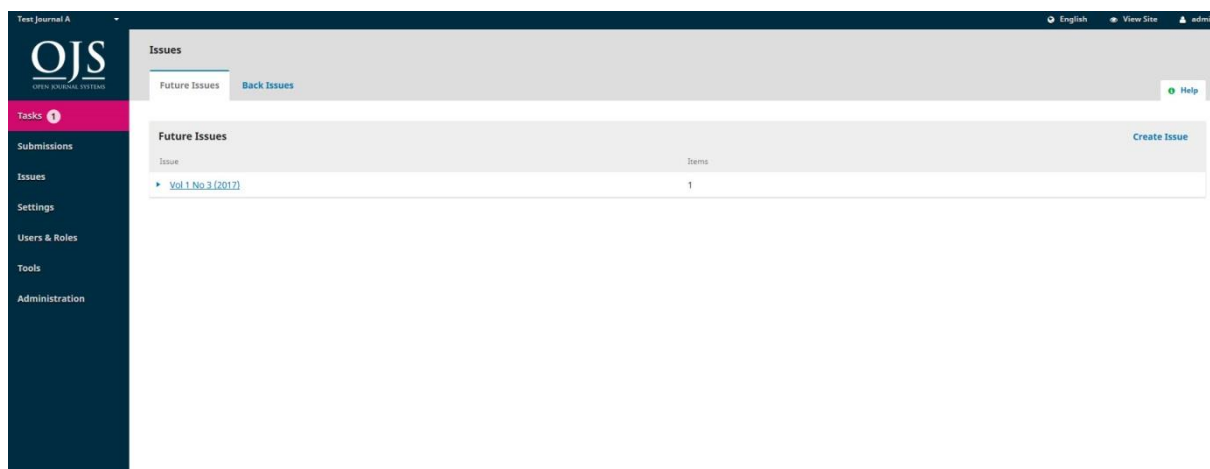 Test Journal A English View Site
OJS
OPEN JOURNAL SYSTEMS
Issues
Future Issues Back Issues
Help
Tasks 1
Submissions
Issues
Settings
Users & Roles
Tools
Administration
Future Issues Create Issue
Issue Items
Vol 1 No 3 (2017) 1